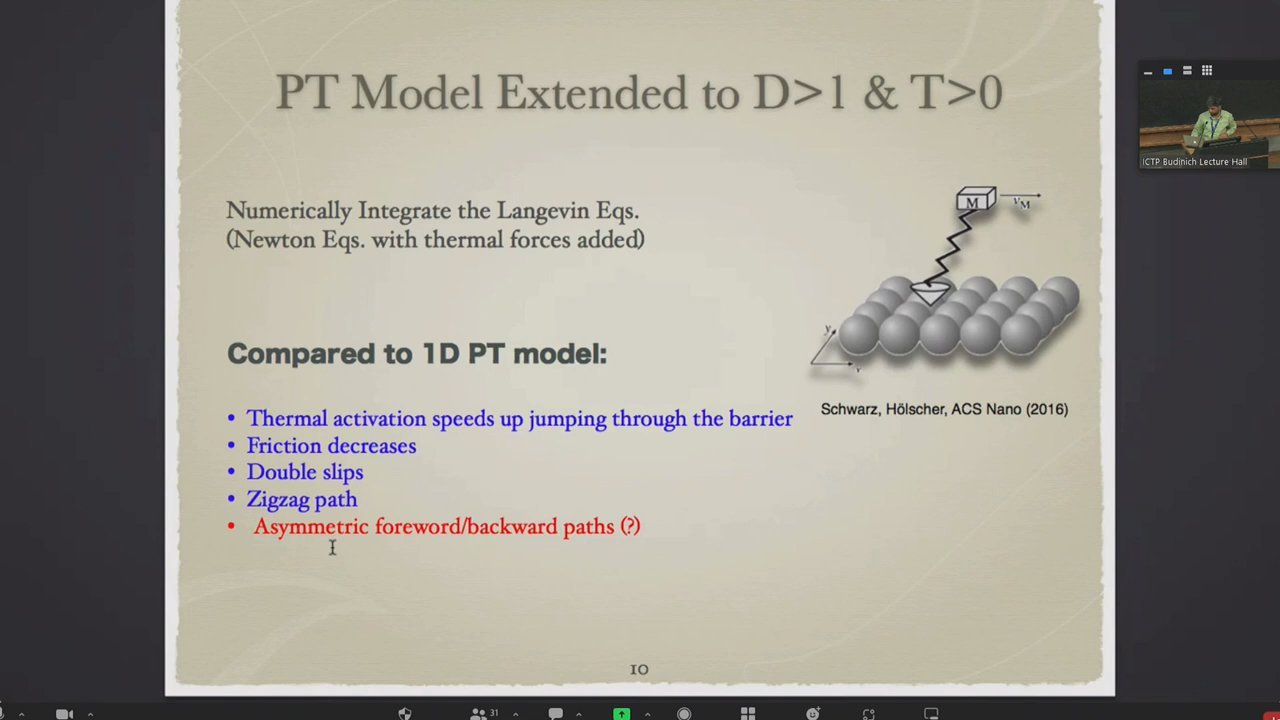 PT Model Extended to D>1 & T>0
Numerically Integrate the Langevin Eqs.
(Newton Eqs. with thermal forces added)
M
vM
y
Compared to 1D PT model:
Schwarz, Hölscher, ACS Nano (2016)
• Thermal activation speeds up jumping through the barrier
• Friction decreases
• Double slips
• Zigzag path
• Asymmetric foreword/backward paths (?)
10
ICTP Budinich Lecture Hall
31